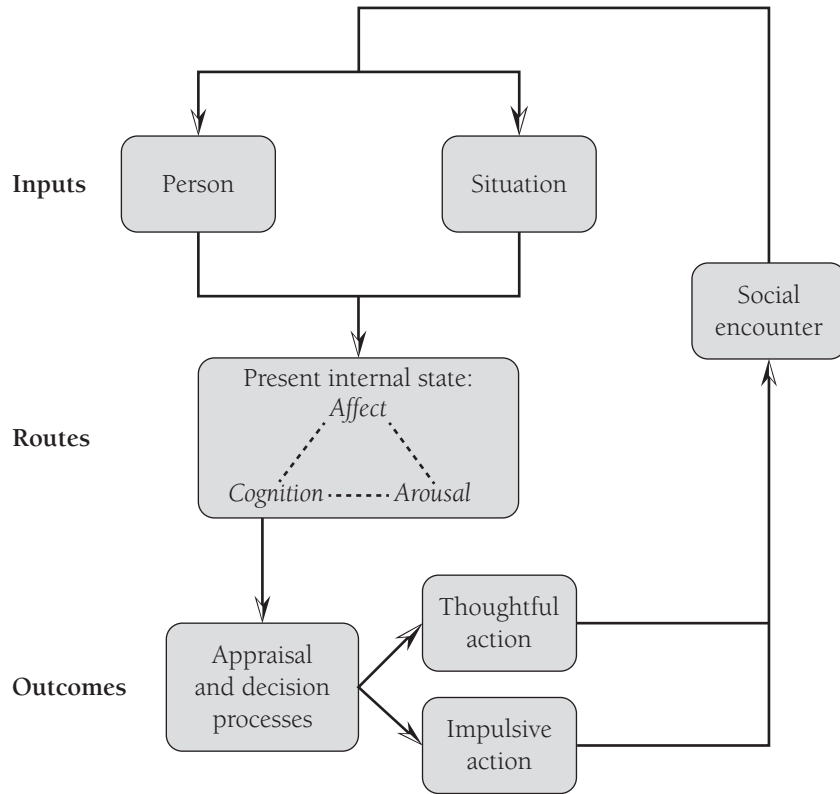 Inputs
Person
Situation
Social
encounter
Routes
Present internal state:
Affect
Cognition
Arousal
Outcomes
Appraisal
and decision
processes
Thoughtful
action
Impulsive
action